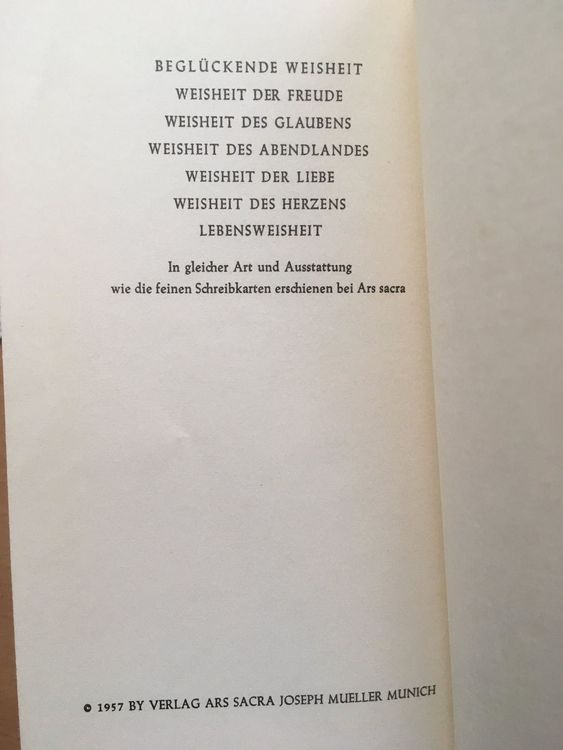 BEGLÜCKENDE WEISHEIT
WEISHEIT DER FREUDE
WEISHEIT DES GLAUBENS
WEISHEIT DES ABENDLANDES
WEISHEIT DER LIEBE
WEISHEIT DES HERZENS
LEBENSWEISHEIT
In gleicher Art und Ausstattung
wie die feinen Schreibkarten erschienen bei Ars sacra
© 1957 BY VERLAG ARS SACRA JOSEPH MUELLER MUNICH